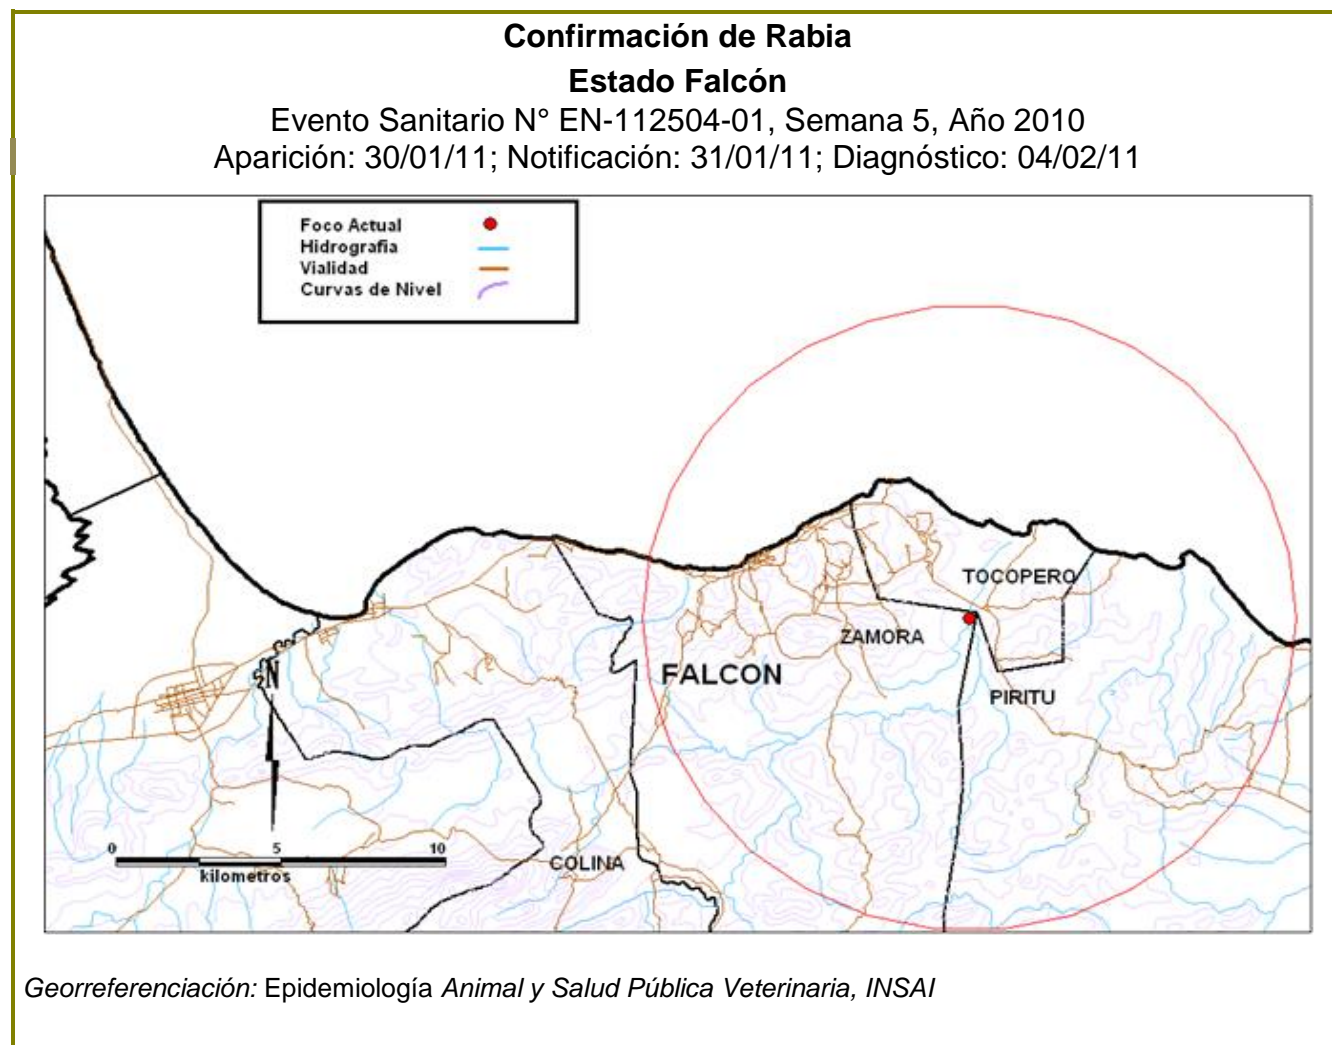 Confirmación de Rabia
Estado Falcón
Evento Sanitario N° EN-112504-01, Semana 5, Año 2010
Aparición: 30/01/11; Notificación: 31/01/11; Diagnóstico: 04/02/11
Foco Actual
Hidrografia
Vialidad
Curvas de Nivel
TOCOPERO
ZAMORA
FALCON
PIRITU
N
0 5 10
kilometros
COLINA
Georreferenciación: Epidemiología Animal y Salud Pública Veterinaria, INSAI